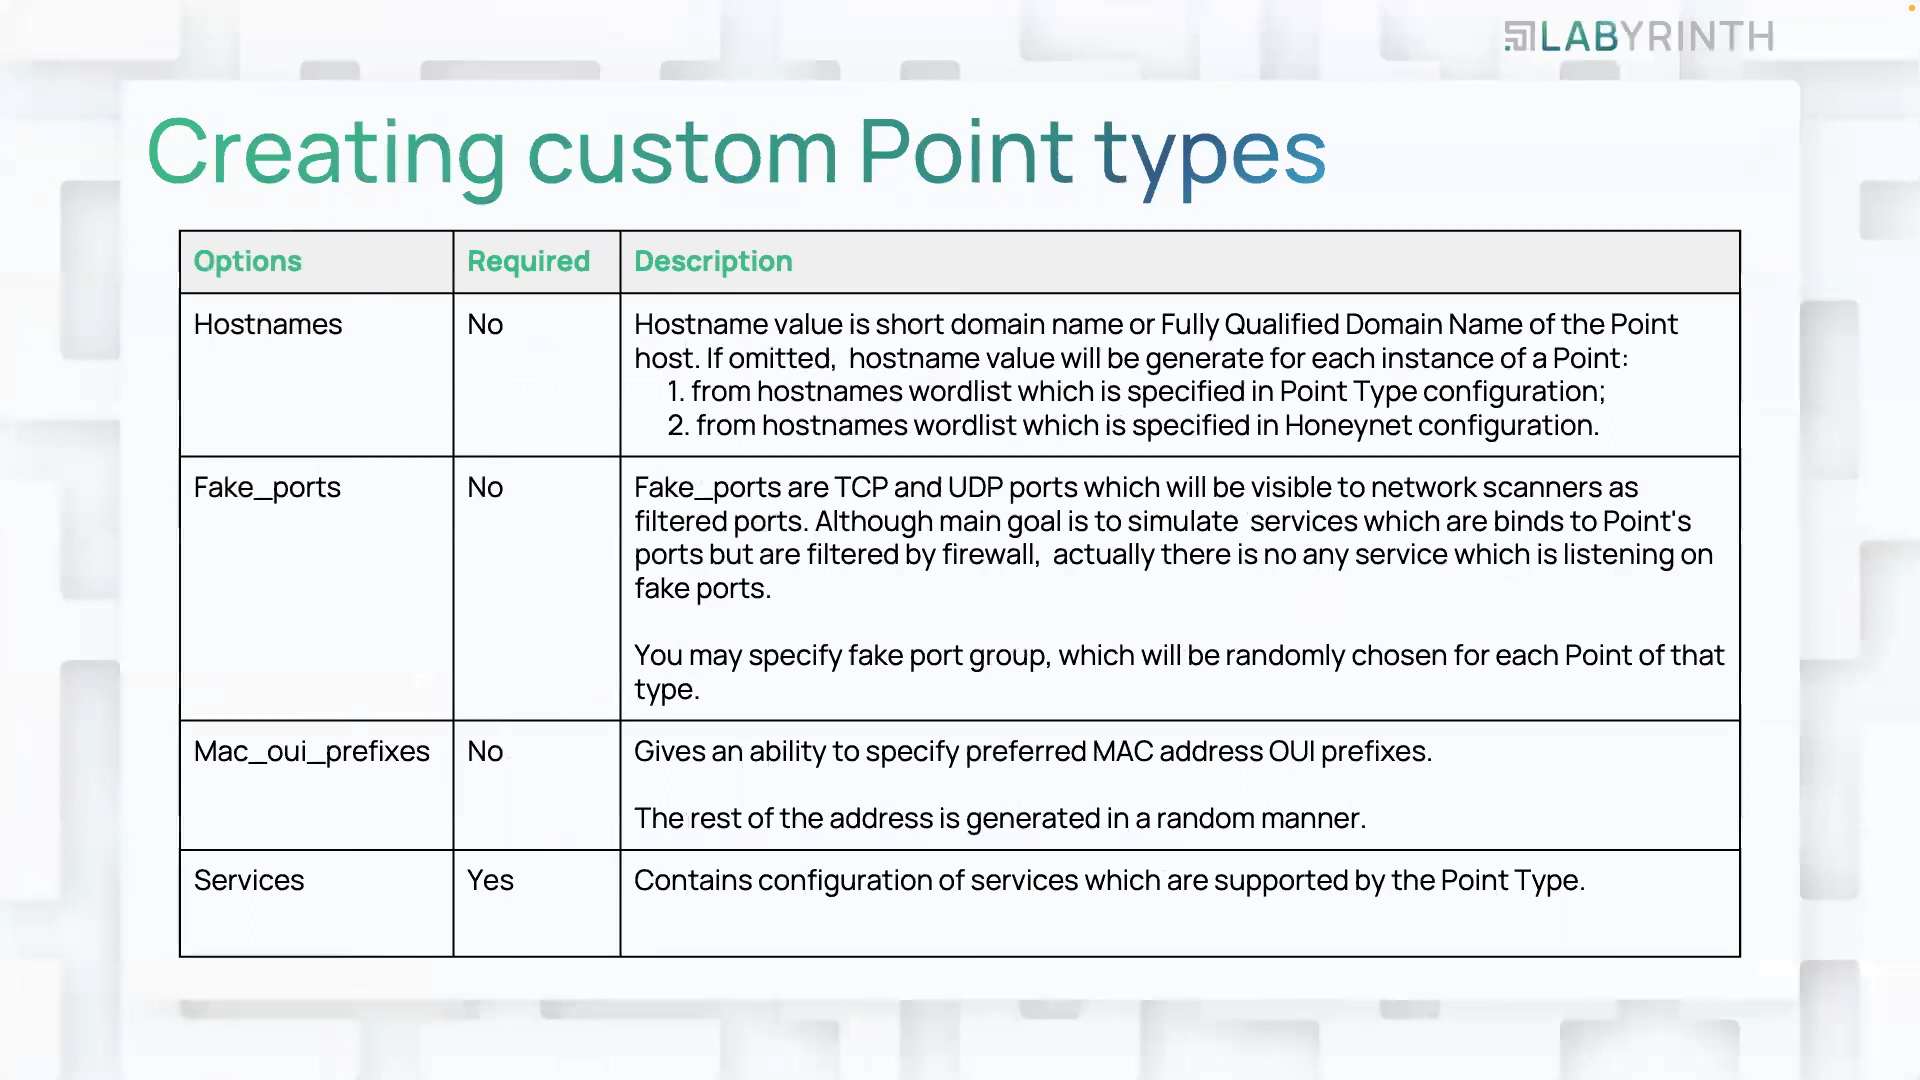 LABYRINTH
Creating custom Point types
Options Required Description
Hostnames No Hostname value is short domain name or Fully Qualified Domain Name of the Point
host. If omitted,  hostname value will be generate for each instance of a Point:
1. from hostnames wordlist which is specified in Point Type configuration;
2. from hostnames wordlist which is specified in Honeynet configuration.
Fake_ports No Fake_ports are TCP and UDP ports which will be visible to network scanners as
filtered ports. Although main goal is to simulate  services which are binds to Point's
ports but are filtered by firewall,  actually there is no any service which is listening on
fake ports.
You may specify fake port group, which will be randomly chosen for each Point of that
type.
Mac_oui_prefixes No Gives an ability to specify preferred MAC address OUI prefixes.
The rest of the address is generated in a random manner.
Services Yes Contains configuration of services which are supported by the Point Type.